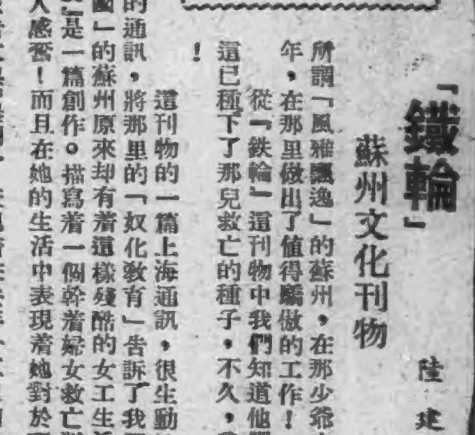 「鐵輪」
蘇州文化刊物
陸 建
所謂「風雅飄逸」的蘇州，在那少爺
年，在那里做出了值得驕傲的工作！
從「鉄輪」這刊物中我們知道他
這已種下了那兒救亡的種子，不久，
！
這刊物的一篇上海通訊，很生動
的通訊，將那里的「奴化教育」告訴了我
」的蘇州原來却有着這樣殘酷的女工生
」是一篇創作。描寫着一個幹着婦女救亡
人感奮！而且在她的生活中表現着她對於